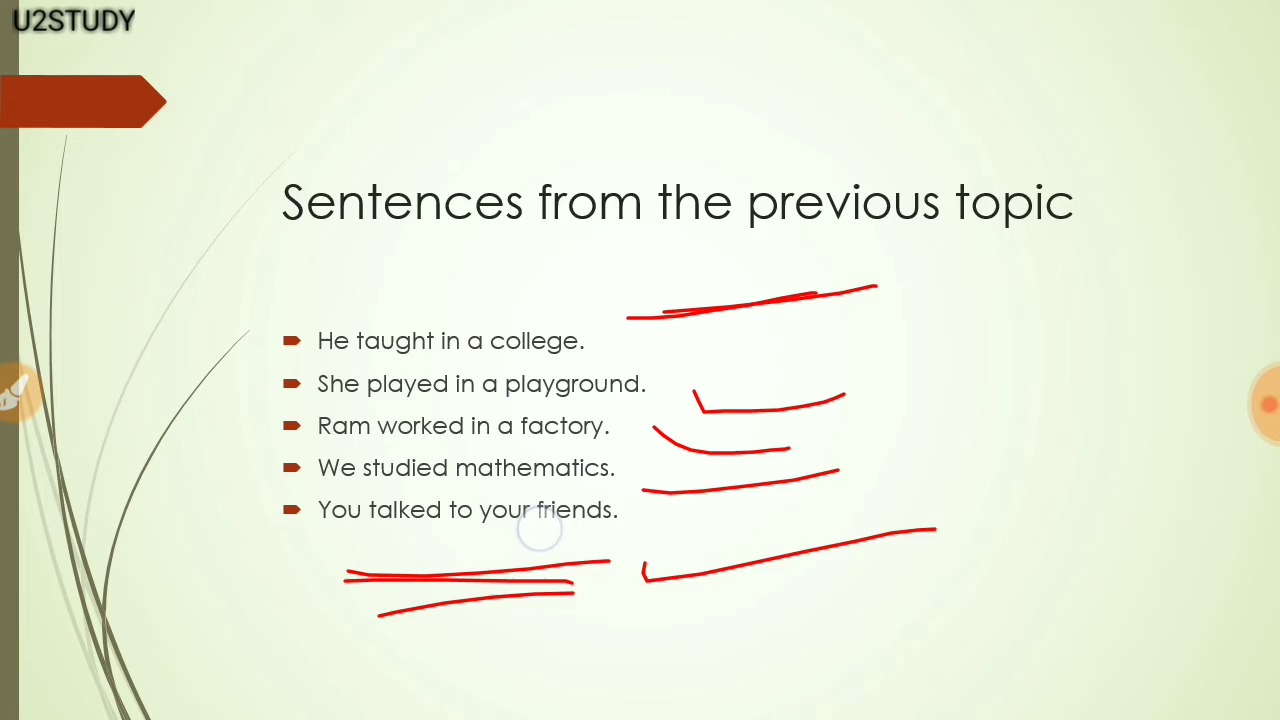 U2STUDY
Sentences from the previous topic
He taught in a college.
She played in a playground.
Ram worked in a factory.
We studied mathematics.
You talked to your friends.